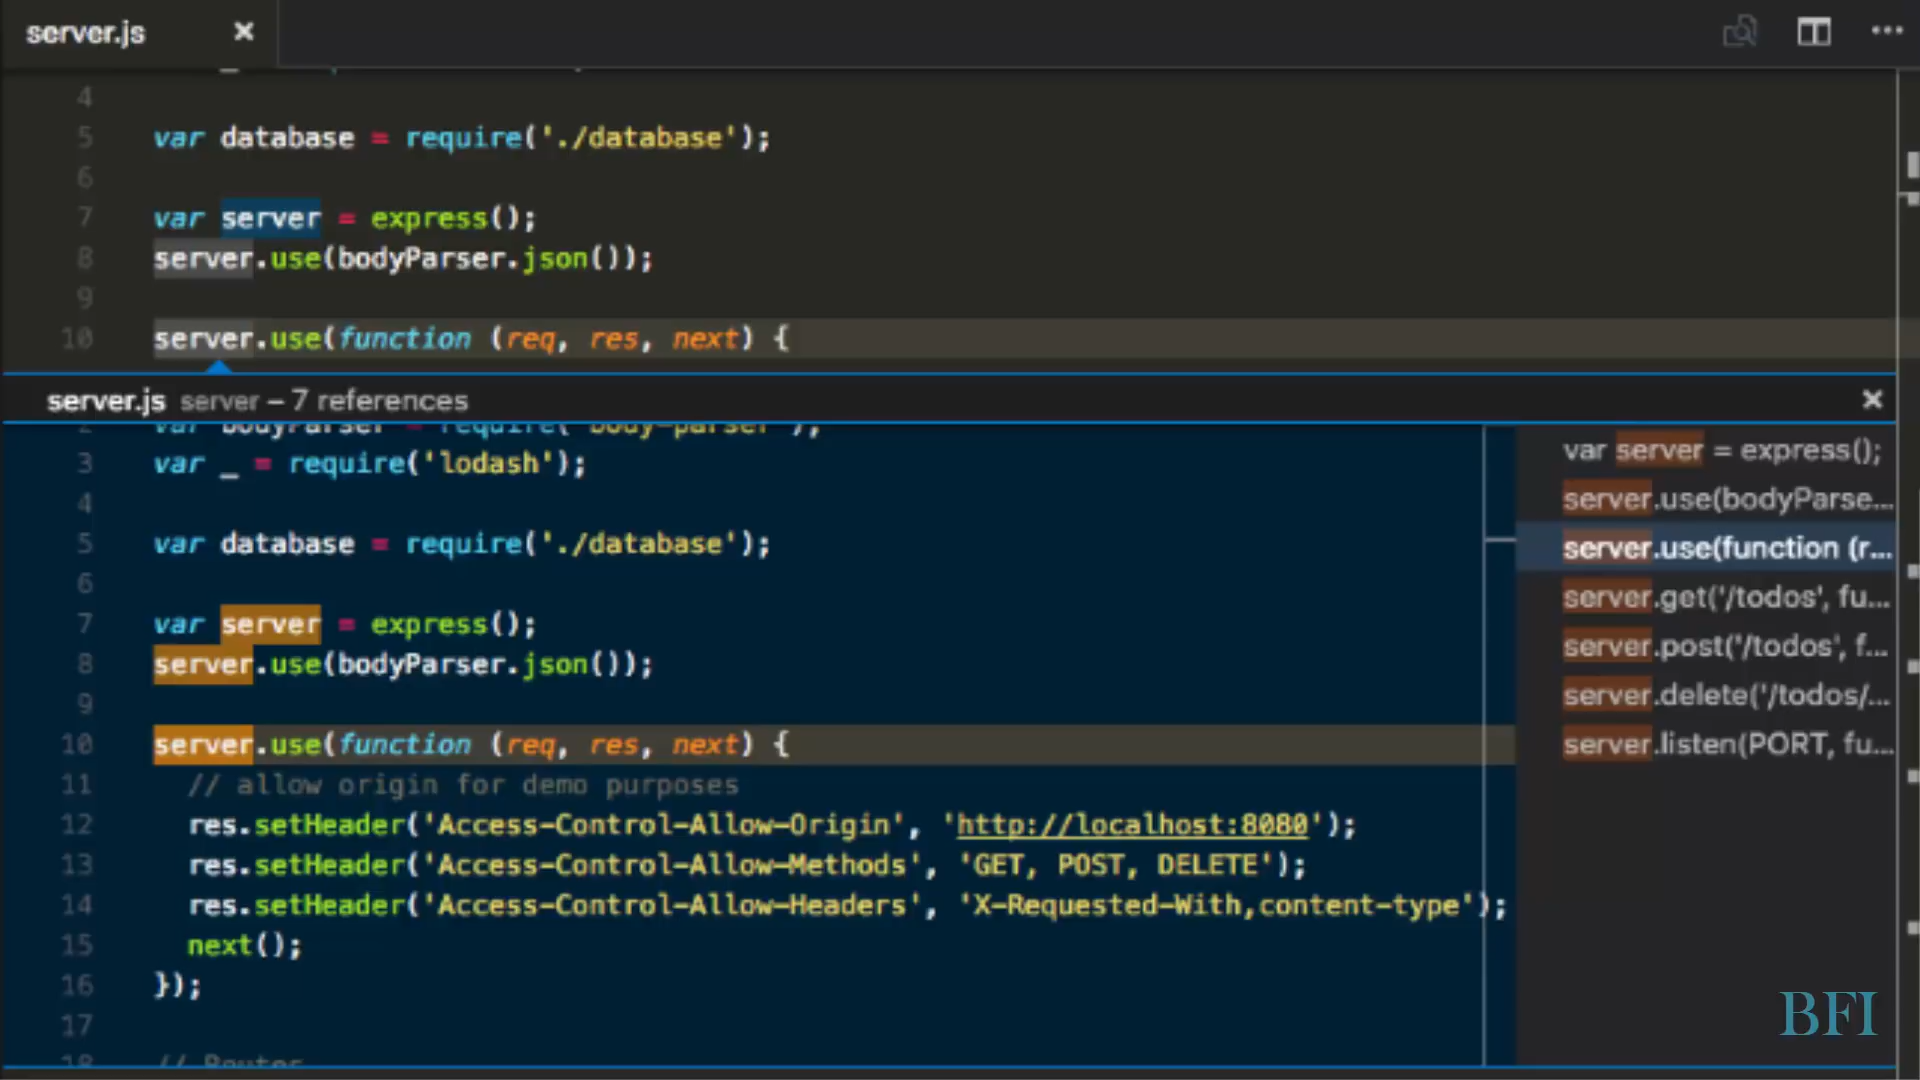 server.js
4
5 var database = require('./database');
6
7 var server = express();
8 server.use(bodyParser.json());
9
10 server.use(function (req, res, next) {
server.js server – 7 references
2 var bodyParser = require('body-parser');
3 var _ = require('lodash');
4
5 var database = require('./database');
6
7 var server = express();
8 server.use(bodyParser.json());
9
10 server.use(function (req, res, next) {
11 // allow origin for demo purposes
12 res.setHeader('Access-Control-Allow-Origin', 'http://localhost:8080');
13 res.setHeader('Access-Control-Allow-Methods', 'GET, POST, DELETE');
14 res.setHeader('Access-Control-Allow-Headers', 'X-Requested-With,content-type');
15 next();
16 });
17
18 // Router
var server = express();
server.use(bodyParse...
server.use(function (r...
server.get('/todos', fu...
server.post('/todos', f...
server.delete('/todos/...
server.listen(PORT, fu...
BFI